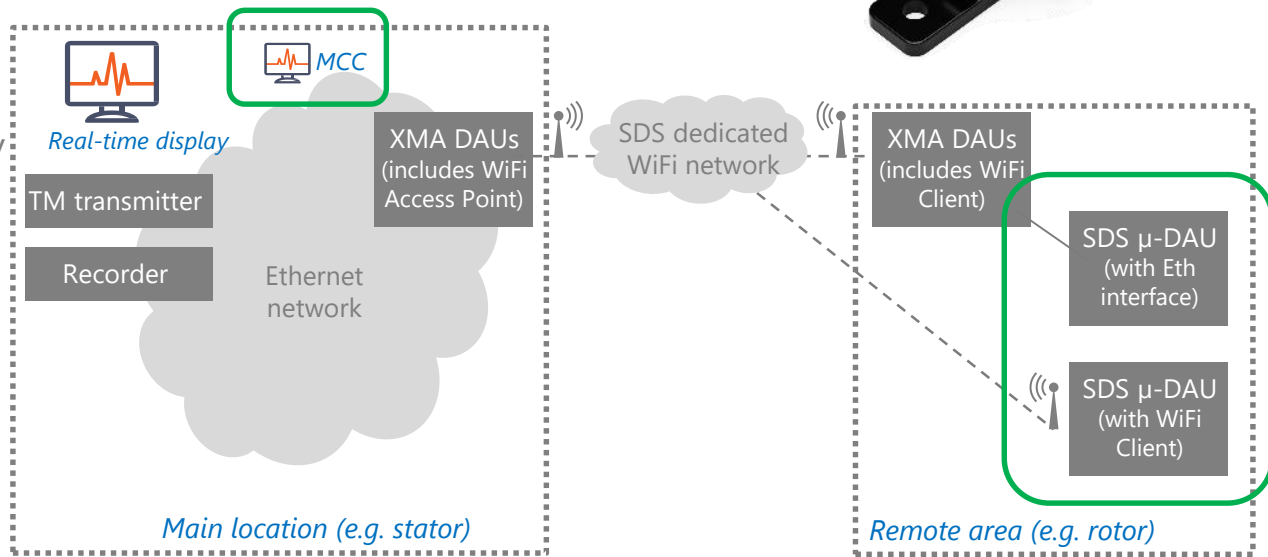 MCC
Real-time display
TM transmitter
Recorder
Ethernet
network
XMA DAUs
(includes WiFi
Access Point)
Main location (e.g. stator)
SDS dedicated
WiFi network
XMA DAUs
(includes WiFi
Client)
SDS µ-DAU
(with Eth
interface)
SDS µ-DAU
(with WiFi
Client)
Remote area (e.g. rotor)